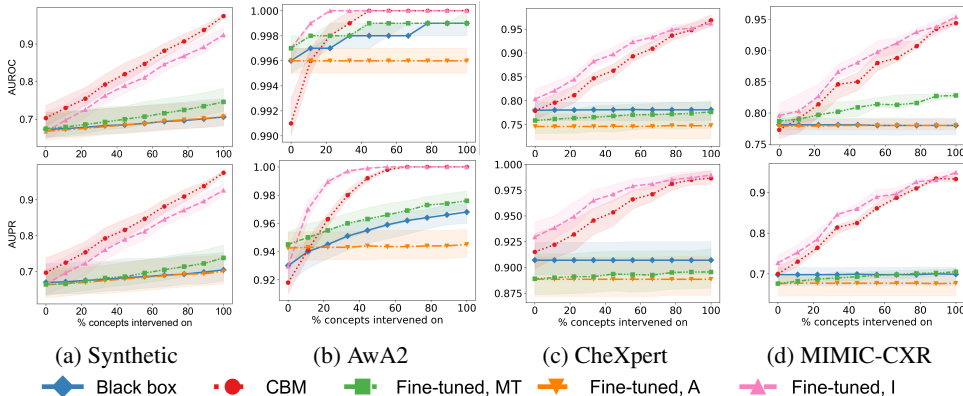 AUROC
0.9
0.8
0.7
0 20 40 60 80 100
1.000
0.998
0.996
0.994
0.992
0.990
0 20 40 60 80 100
0.95
0.90
0.85
0.80
0.75
0 20 40 60 80 100
0.95
0.90
0.85
0.80
0.75
0 20 40 60 80 100
AUPR
0.9
0.8
0.7
0 20 40 60 80 100
% concepts intervened on
1.00
0.98
0.96
0.94
0.92
0 20 40 60 80 100
% concepts intervened on
1.000
0.975
0.950
0.925
0.900
0.875
0 20 40 60 80 100
% concepts intervened on
0.9
0.8
0.7
0 20 40 60 80 100
% concepts intervened on
(a) Synthetic
(b) AwA2
(c) CheXpert
(d) MIMIC-CXR
Black box CBM Fine-tuned, MT Fine-tuned, A Fine-tuned, I